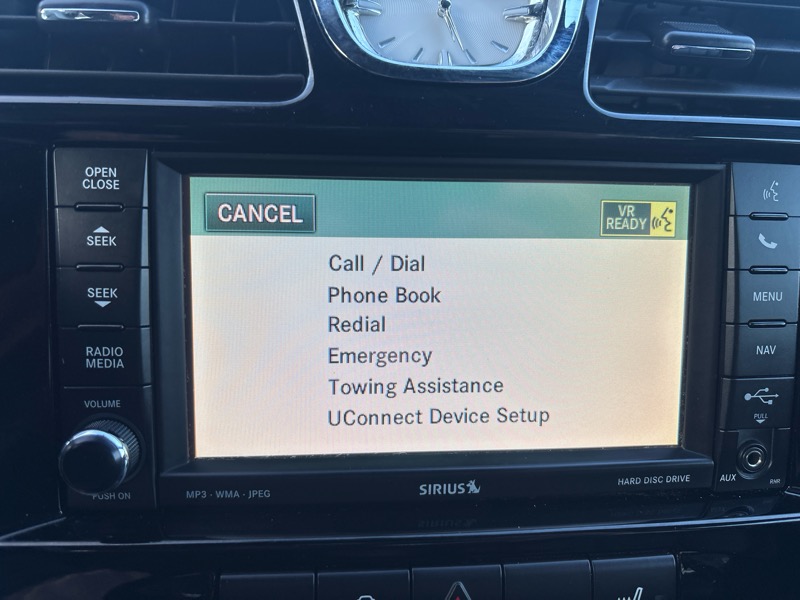 OPEN
CLOSE
SEEK
SEEK
RADIO
MEDIA
VOLUME
PUSH ON
CANCEL
VR
READY
Call / Dial
Phone Book
Redial
Emergency
Towing Assistance
UConnect Device Setup
MP3 · WMA · JPEG
SIRIUS
HARD DISC DRIVE
MENU
NAV
PULL
AUX
RNR